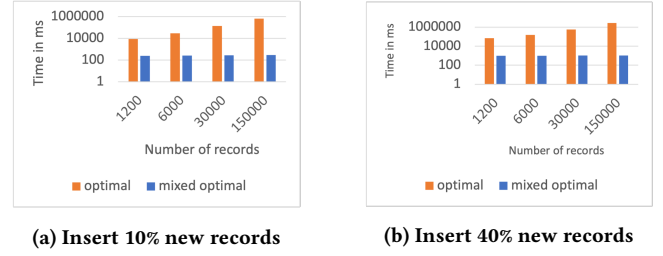 Time in ms
1000000
10000
100
1
1200
6000
30000
150000
Number of records
optimal
mixed optimal
(a) Insert 10% new records
Time in ms
1000000
1000
1
1200
6000
30000
150000
Number of records
optimal
mixed optimal
(b) Insert 40% new records